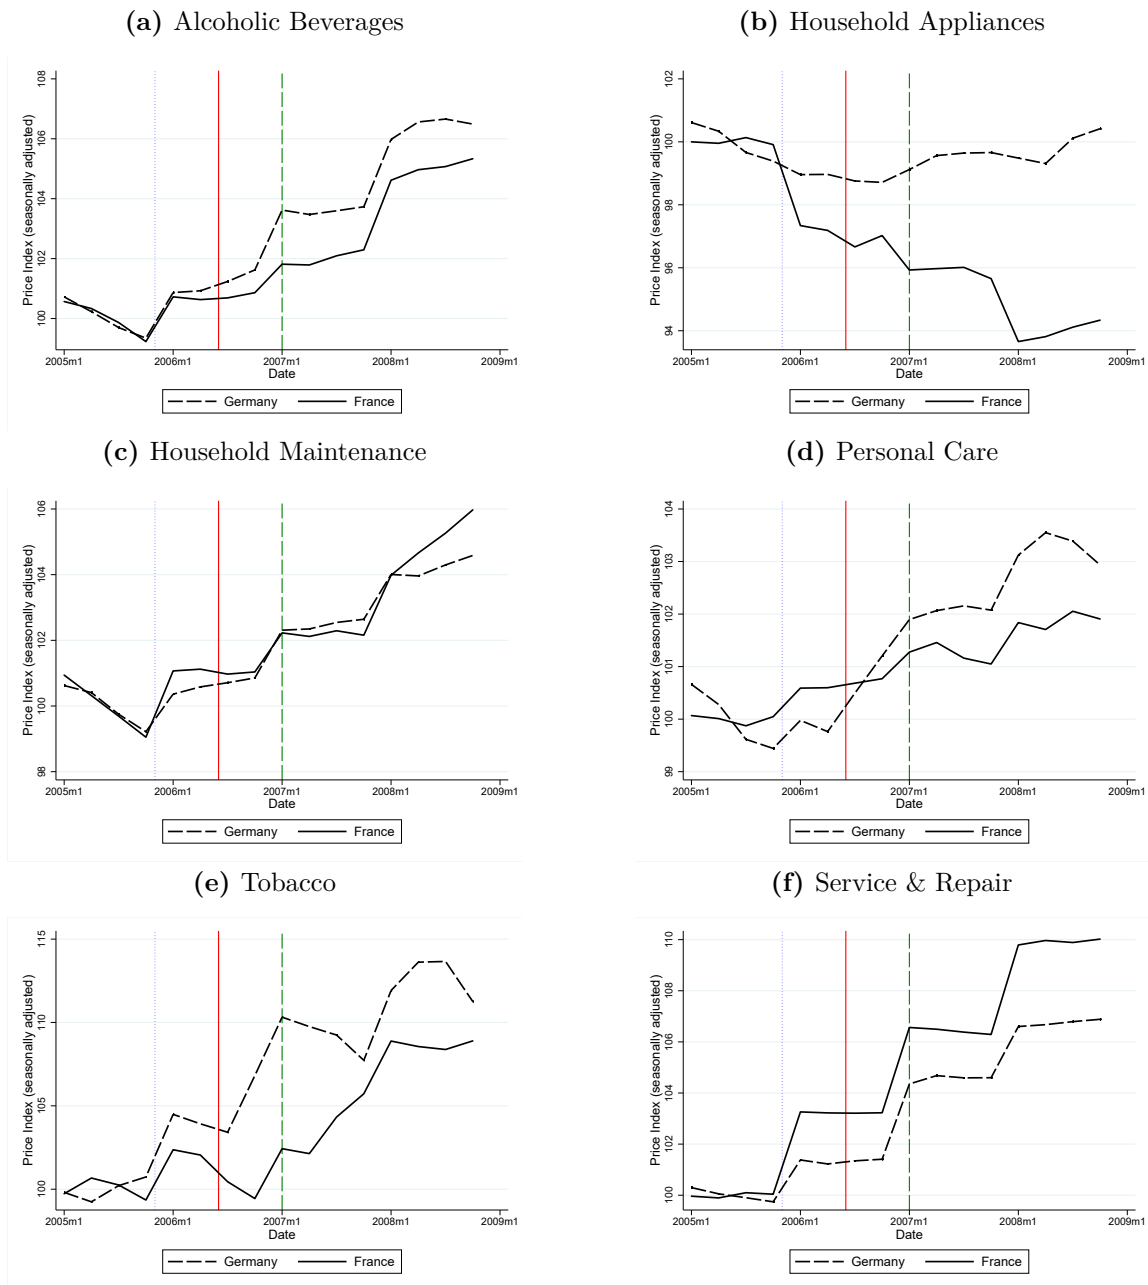 (a) Alcoholic Beverages
Price Index (seasonally adjusted)
108
106
104
102
100
2005m1 2006m1 2007m1 2008m1 2009m1
Date
Germany France
(b) Household Appliances
Price Index (seasonally adjusted)
102
100
98
96
94
2005m1 2006m1 2007m1 2008m1 2009m1
Date
Germany France
(c) Household Maintenance
Price Index (seasonally adjusted)
106
104
102
100
98
2005m1 2006m1 2007m1 2008m1 2009m1
Date
Germany France
(d) Personal Care
Price Index (seasonally adjusted)
104
103
102
101
100
99
2005m1 2006m1 2007m1 2008m1 2009m1
Date
Germany France
(e) Tobacco
Price Index (seasonally adjusted)
115
110
105
100
2005m1 2006m1 2007m1 2008m1 2009m1
Date
Germany France
(f) Service & Repair
Price Index (seasonally adjusted)
110
108
106
104
102
100
2005m1 2006m1 2007m1 2008m1 2009m1
Date
Germany France